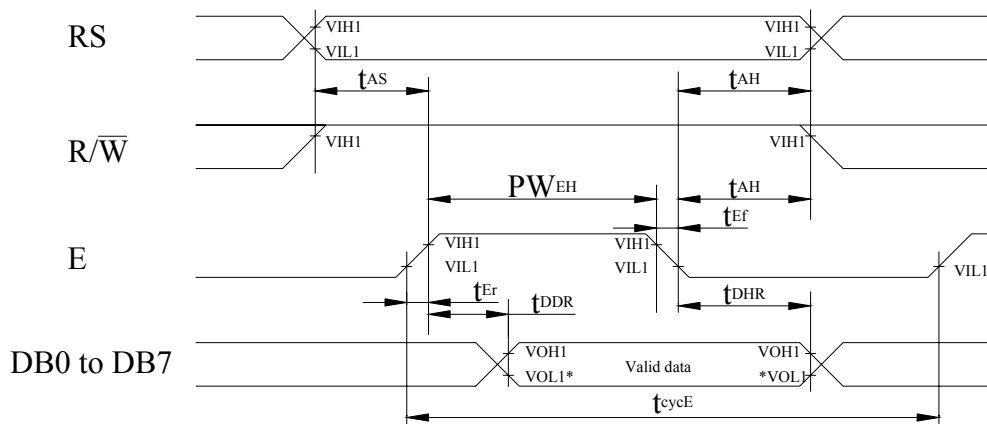 RS
VIH1 VIH1
VIL1 VIL1
tAS tAH
R/W̅
VIH1 VIH1
PWEH tAH
tEf
E
VIH1 VIH1
VIL1 VIL1 VIL1
tEr tDHR
tDDR
DB0 to DB7
VOH1 VOH1
VOL1* Valid data *VOL1
tcycE